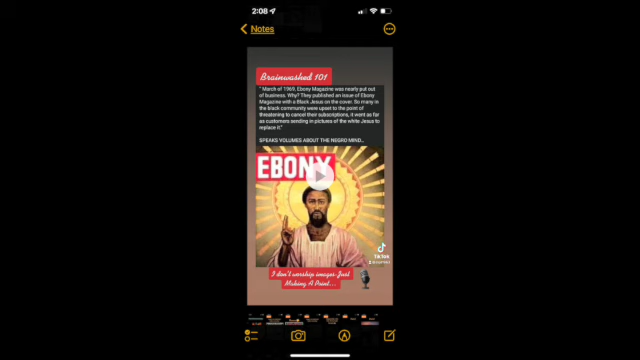 2:08
Notes
Brainwashed 101
" March of 1969, Ebony Magazine was nearly put out
of business. Why? They published an issue of Ebony
Magazine with a Black Jesus on the cover. So many in
the black community were upset to the point of
threatening to cancel their subscriptions, it went as far
as customers sending in pictures of the white Jesus to
replace it."
SPEAKS VOLUMES ABOUT THE NEGRO MIND...
EBONY
TikTok
I don't worship images-Just
Making A Point...